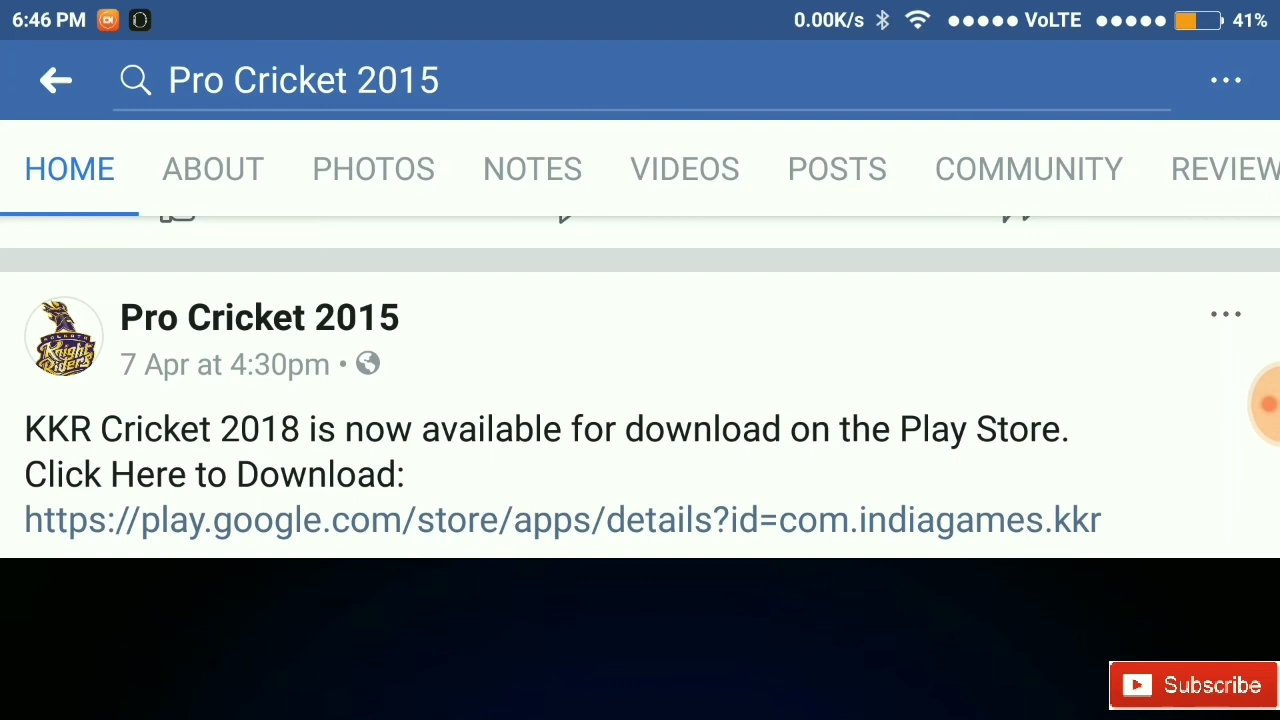 6:46 PM 0.00K/s VoLTE 41%
Pro Cricket 2015
HOME ABOUT PHOTOS NOTES VIDEOS POSTS COMMUNITY REVIEW
Pro Cricket 2015
7 Apr at 4:30pm •
Knight
Riders
KKR Cricket 2018 is now available for download on the Play Store.
Click Here to Download:
https://play.google.com/store/apps/details?id=com.indiagames.kkr
Subscribe